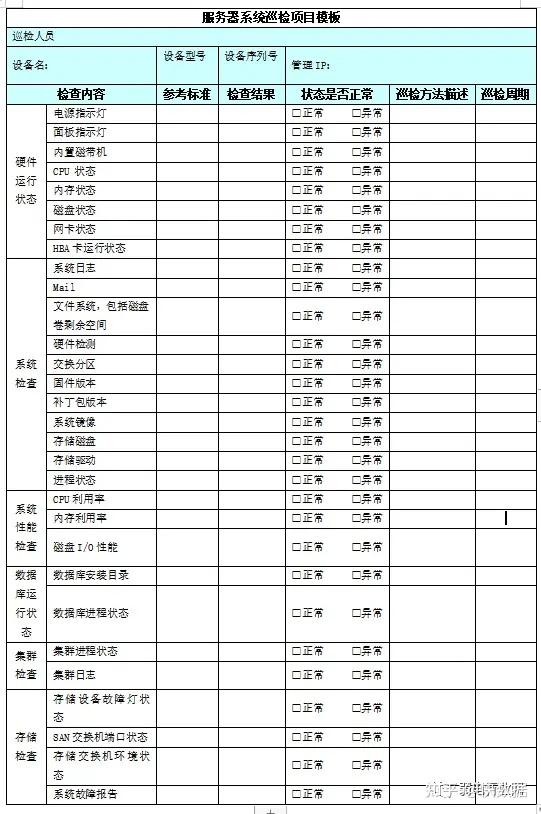 服务器系统巡检项目模板
巡检人员
设备名: 设备型号 设备序列号 管理 IP:
检查内容 参考标准 检查结果 状态是否正常 巡检方法描述 巡检周期
硬件运行状态
电源指示灯 □正常 □异常
面板指示灯 □正常 □异常
内置磁带机 □正常 □异常
CPU 状态 □正常 □异常
内存状态 □正常 □异常
磁盘状态 □正常 □异常
网卡状态 □正常 □异常
HBA 卡运行状态 □正常 □异常
系统检查
系统日志 □正常 □异常
Mail □正常 □异常
文件系统，包括磁盘
卷剩余空间 □正常 □异常
硬件检测 □正常 □异常
交换分区 □正常 □异常
固件版本 □正常 □异常
补丁包版本 □正常 □异常
系统镜像 □正常 □异常
存储磁盘 □正常 □异常
存储驱动 □正常 □异常
进程状态 □正常 □异常
系统性能检查
CPU 利用率 □正常 □异常
内存利用率 □正常 □异常
磁盘 I/O 性能 □正常 □异常
数据库运行状态
数据库安装目录 □正常 □异常
数据库进程状态 □正常 □异常
集群检查
集群进程状态 □正常 □异常
集群日志 □正常 □异常
存储检查
存储设备故障灯状
态 □正常 □异常
SAN 交换机端口状态 □正常 □异常
存储交换机环境状
态 □正常 □异常
系统故障报告 □正常 □异常